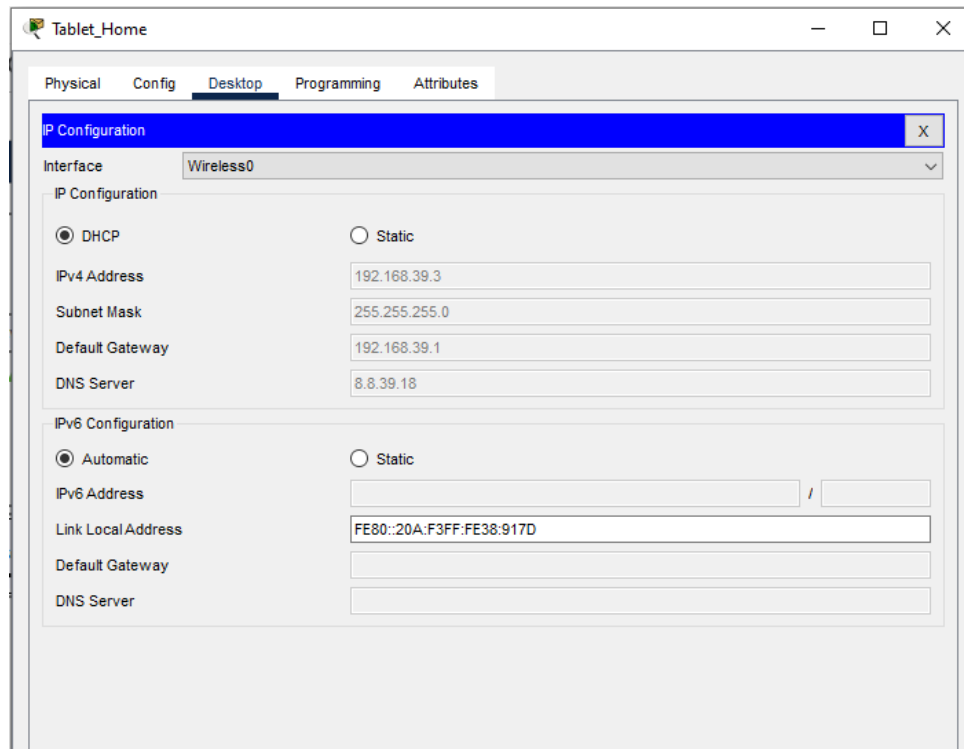 Tablet_Home
Physical Config Desktop Programming Attributes
IP Configuration X
Interface Wireless0
IP Configuration
DHCP Static
IPv4 Address 192.168.39.3
Subnet Mask 255.255.255.0
Default Gateway 192.168.39.1
DNS Server 8.8.39.18
IPv6 Configuration
Automatic Static
IPv6 Address /
Link Local Address FE80::20A:F3FF:FE38:917D
Default Gateway
DNS Server